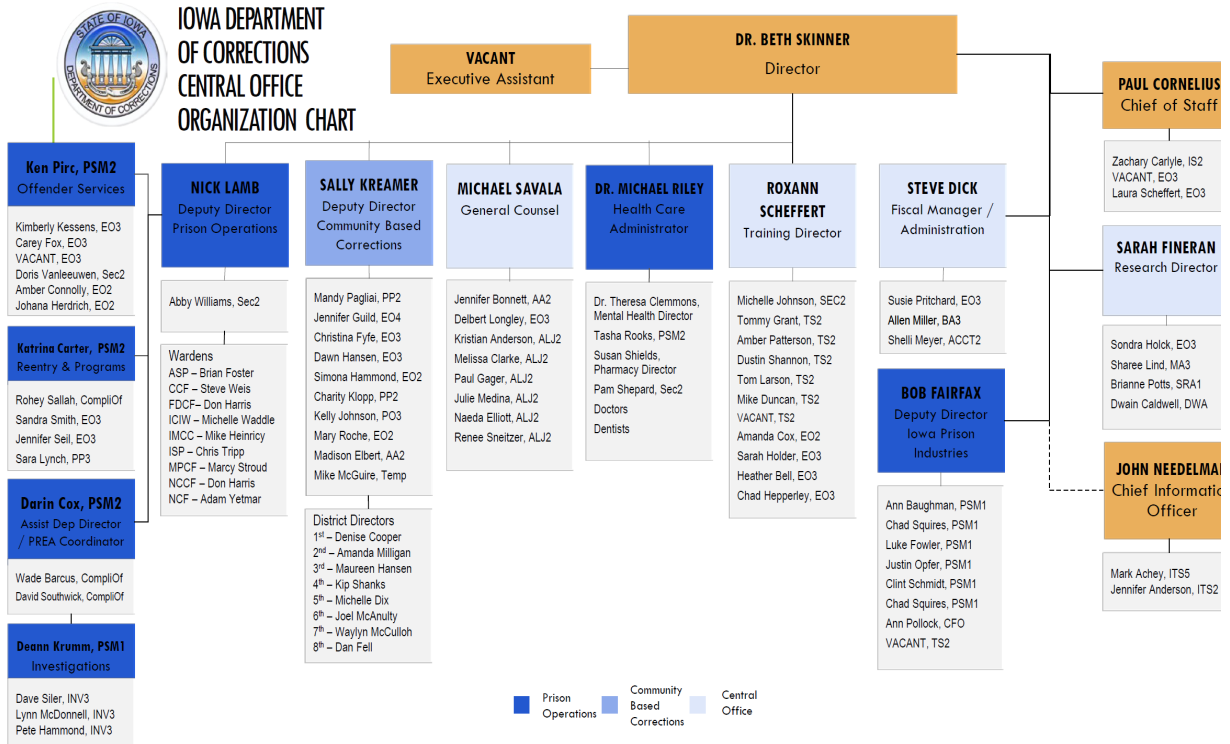 STATE OF IOWA
DEPARTMENT OF CORRECTIONS
IOWA DEPARTMENT
OF CORRECTIONS
CENTRAL OFFICE
ORGANIZATION CHART
VACANT
Executive Assistant
DR. BETH SKINNER
Director
PAUL CORNELIUS
Chief of Staff
Zachary Carlyle, IS2
VACANT, EO3
Laura Scheffert, EO3
Ken Pirc, PSM2
Offender Services
Kimberly Kessens, EO3
Carey Fox, EO3
VACANT, EO3
Doris Vanleeuwen, Sec2
Amber Connolly, EO2
Johana Herdrich, EO2
Katrina Carter, PSM2
Reentry & Programs
Rohey Sallah, CompliOf
Sandra Smith, EO3
Jennifer Seil, EO3
Sara Lynch, PP3
Darin Cox, PSM2
Assist Dep Director
/ PREA Coordinator
Wade Barcus, CompliOf
David Southwick, CompliOf
Deann Krumm, PSM1
Investigations
Dave Siler, INV3
Lynn McDonnell, INV3
Pete Hammond, INV3
NICK LAMB
Deputy Director
Prison Operations
Abby Williams, Sec2
Wardens
ASP – Brian Foster
CCF – Steve Weis
FDCF– Don Harris
ICIW – Michelle Waddle
IMCC – Mike Heinricy
ISP – Chris Tripp
MPCF – Marcy Stroud
NCCF – Don Harris
NCF – Adam Yetmar
SALLY KREAMER
Deputy Director
Community Based
Corrections
Mandy Pagliai, PP2
Jennifer Guild, EO4
Christina Fyfe, EO3
Dawn Hansen, EO3
Simona Hammond, EO2
Charity Klopp, PP2
Kelly Johnson, PO3
Mary Roche, EO2
Madison Elbert, AA2
Mike McGuire, Temp
District Directors
1st – Denise Cooper
2nd – Amanda Milligan
3rd – Maureen Hansen
4th – Kip Shanks
5th – Michelle Dix
6th – Joel McAnulty
7th – Waylyn McCulloh
8th – Dan Fell
MICHAEL SAVALA
General Counsel
Jennifer Bonnett, AA2
Delbert Longley, EO3
Kristian Anderson, ALJ2
Melissa Clarke, ALJ2
Paul Gager, ALJ2
Julie Medina, ALJ2
Naeda Elliott, ALJ2
Renee Sneitzer, ALJ2
DR. MICHAEL RILEY
Health Care
Administrator
Dr. Theresa Clemmons,
Mental Health Director
Tasha Rooks, PSM2
Susan Shields,
Pharmacy Director
Pam Shepard, Sec2
Doctors
Dentists
ROXANN
SCHEFFERT
Training Director
Michelle Johnson, SEC2
Tommy Grant, TS2
Amber Patterson, TS2
Dustin Shannon, TS2
Tom Larson, TS2
Mike Duncan, TS2
VACANT, TS2
Amanda Cox, EO2
Sarah Holder, EO3
Heather Bell, EO3
Chad Hepperley, EO3
STEVE DICK
Fiscal Manager /
Administration
Susie Pritchard, EO3
Allen Miller, BA3
Shelli Meyer, ACCT2
BOB FAIRFAX
Deputy Director
Iowa Prison
Industries
Ann Baughman, PSM1
Chad Squires, PSM1
Luke Fowler, PSM1
Justin Opfer, PSM1
Clint Schmidt, PSM1
Chad Squires, PSM1
Ann Pollock, CFO
VACANT, TS2
SARAH FINERAN
Research Director
Sondra Holck, EO3
Sharee Lind, MA3
Brianne Potts, SRA1
Dwain Caldwell, DWA
JOHN NEEDELMA
Chief Informatio
Officer
Mark Achey, ITS5
Jennifer Anderson, ITS2
Prison
Operations
Community
Based
Corrections
Central
Office